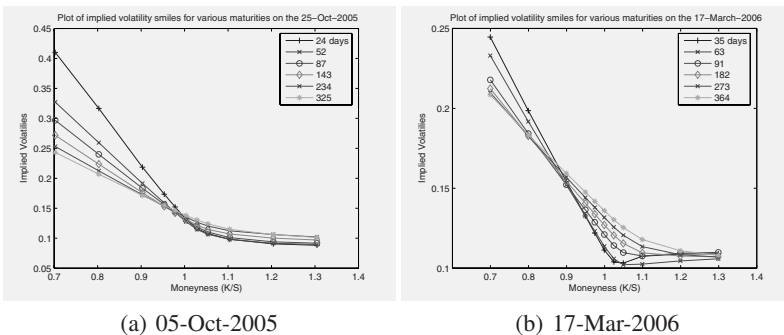 Plot of implied volatility smiles for various maturities on the 25-Oct-2005
0.45
0.4
0.35
0.3
0.25
0.2
0.15
0.1
0.05
Implied Volatilies
24 days
52
87
143
234
325
0.7 0.8 0.9 1.0 1.1 1.2 1.3 1.4
Moneyness (K/S)
(a) 05-Oct-2005
Plot of implied volatility smiles for various maturities on the 17-March-2006
0.25
0.2
0.15
0.1
Implied Volatilities
35 days
63
91
182
273
364
0.6 0.7 0.8 0.9 1 1.1 1.2 1.3 1.4
Moneyness (K/S)
(b) 17-Mar-2006